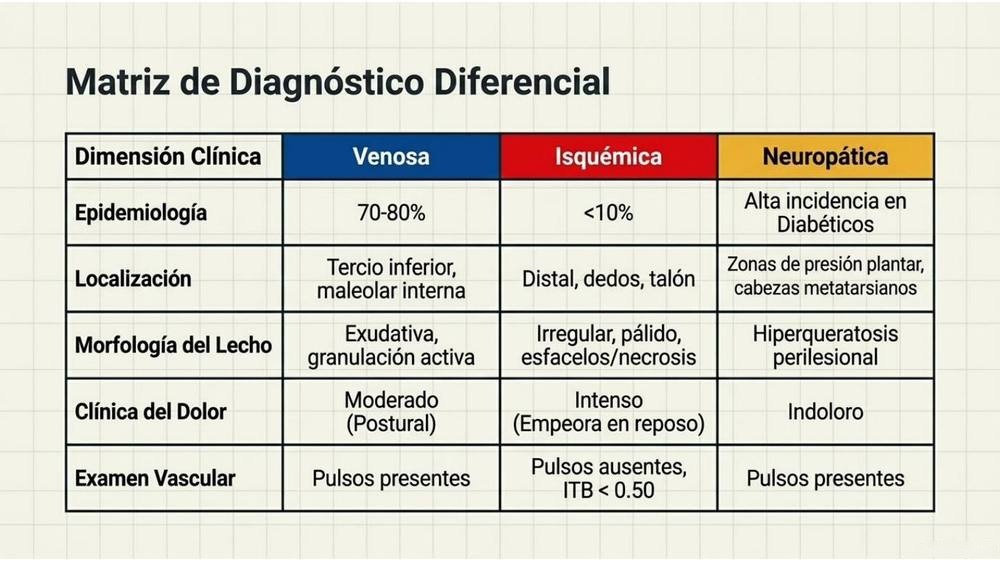 Matriz de Diagnóstico Diferencial
Dimensión Clínica
Venosa
Isquémica
Neuropática
Epidemiología
70-80%
<10%
Alta incidencia en
Diabéticos
Localización
Tercio inferior,
maleolar interna
Distal, dedos, talón
Zonas de presión plantar,
cabezas metatarsianos
Morfología del Lecho
Exudativa,
granulación activa
Irregular, pálido,
esfacelos/necrosis
Hiperqueratosis
perilesional
Clínica del Dolor
Moderado
(Postural)
Intenso
(Empeora en reposo)
Indoloro
Examen Vascular
Pulsos presentes
Pulsos ausentes,
ITB < 0.50
Pulsos presentes